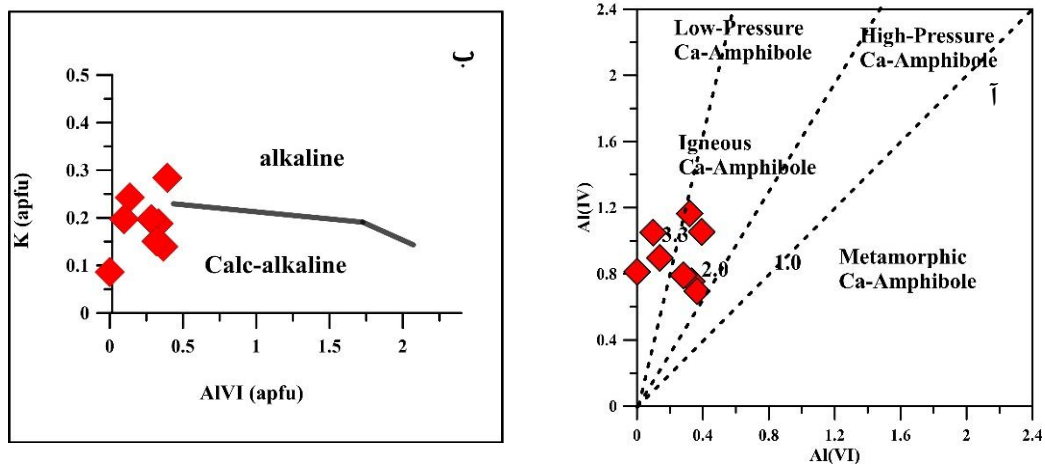 ب
0.5
0.4
0.3
0.2
0.1
0
K (apfu)
alkaline
Calc-alkaline
0 0.5 1 1.5 2
AlVI (apfu)
2.4
2
1.6
1.2
0.8
0.4
0
Al(IV)
Low-Pressure
Ca-Amphibole
High-Pressure
Ca-Amphibole
آ
Igneous
Ca-Amphibole
3.3
2.0
1.0
Metamorphic
Ca-Amphibole
0 0.4 0.8 1.2 1.6 2 2.4
Al(VI)